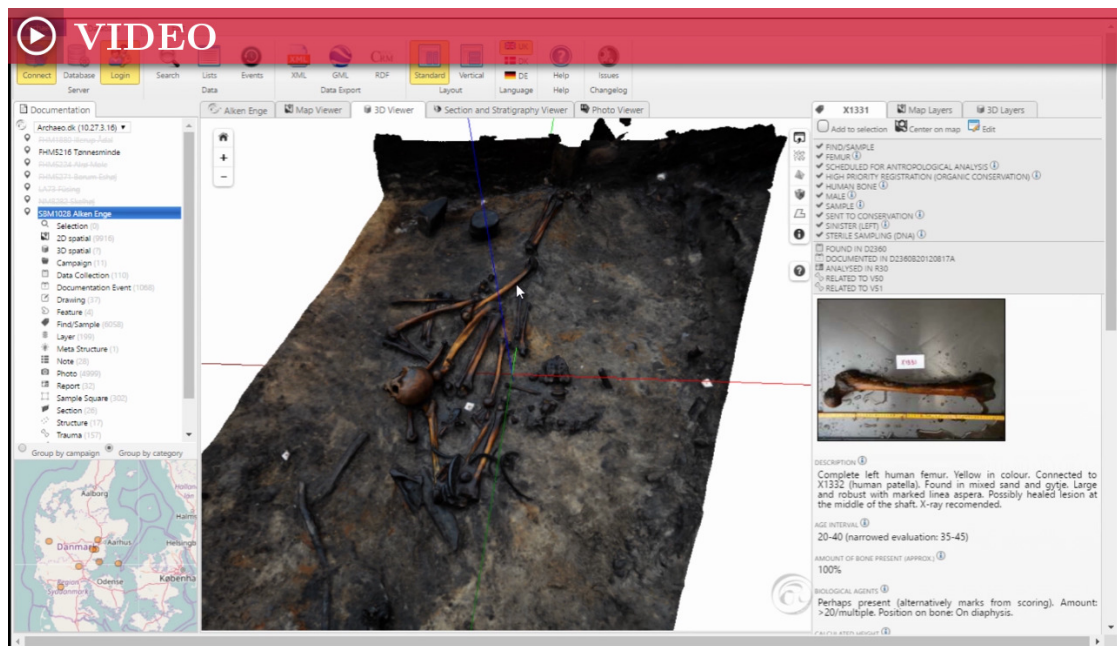 VIDEO
Connect
Database
Login
Search
Lists
Events
XML
GML
RDF
Standard
Vertical
UK
DK
DE
Help
Issues
Server
Data
Data Export
Layout
Language
Help
Changelog
Documentation
Alken Enge
Map Viewer
3D Viewer
Section and Stratigraphy Viewer
Photo Viewer
X1331
Map Layers
3D Layers
Archaeo.dk (10.27.3.16)
FHM5216 Tønnesminde
SBM1028 Alken Enge
Selection (0)
2D spatial (9916)
3D spatial (?)
Campaign (11)
Data Collection (110)
Documentation Event (1068)
Drawing (37)
Feature (4)
Find/Sample (6058)
Layer (199)
Meta Structure (1)
Note (28)
Photo (4999)
Report (32)
Sample Square (302)
Section (26)
Structure (17)
Trauma (157)
Group by campaign
Group by category
Aalborg
Danmark
Aarhus
Helsingb
Odense
Københa
Region
Syddanmark
Add to selection
Center on map
Edit
FIND/SAMPLE
FEMUR
SCHEDULED FOR ANTROPOLOGICAL ANALYSIS
HIGH PRIORITY REGISTRATION (ORGANIC CONSERVATION)
HUMAN BONE
MALE
SAMPLE
SENT TO CONSERVATION
SINISTER (LEFT)
STERILE SAMPLING (DNA)
FOUND IN D2360
DOCUMENTED IN D2360B20120817A
ANALYSED IN R30
RELATED TO V50
RELATED TO V51
X1331
DESCRIPTION
Complete left human femur. Yellow in colour. Connected to
X1332 (human patella). Found in mixed sand and gytje. Large
and robust with marked linea aspera. Possibly healed lesion at
the middle of the shaft. X-ray recomended.
AGE INTERVAL
20-40 (narrowed evaluation: 35-45)
AMOUNT OF BONE PRESENT (APPROX.)
100%
BIOLOGICAL AGENTS
Perhaps present (alternatively marks from scoring). Amount:
>20/multiple. Position on bone: On diaphysis.
CALCULATED HEIGHT